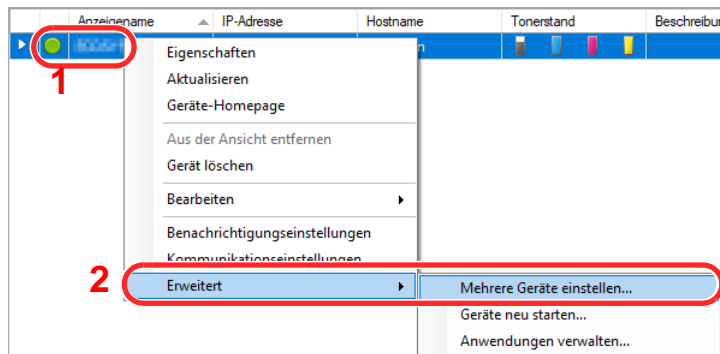 Anzeigename IP-Adresse Hostname Tonerstand
1
Eigenschaften
Aktualisieren
Geräte-Homepage
Aus der Ansicht entfernen
Gerät löschen
Bearbeiten
Benachrichtigungseinstellungen
Kommunikationseinstellungen
2 Erweitert Mehrere Geräte einstellen...
Geräte neu starten...
Anwendungen verwalten...